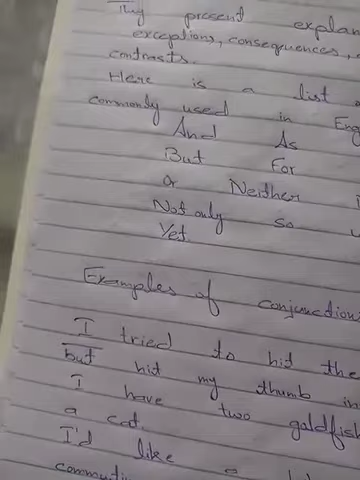 They present explan
exceptions, consequences,
contrasts.
Here is a list
commonly used in Eng
And As
But For
or Neither
Not only so
Yet
Examples of conjunction
I tried to hit the
but hit my thumb in
I have two goldfish
a cat.
I'd like a